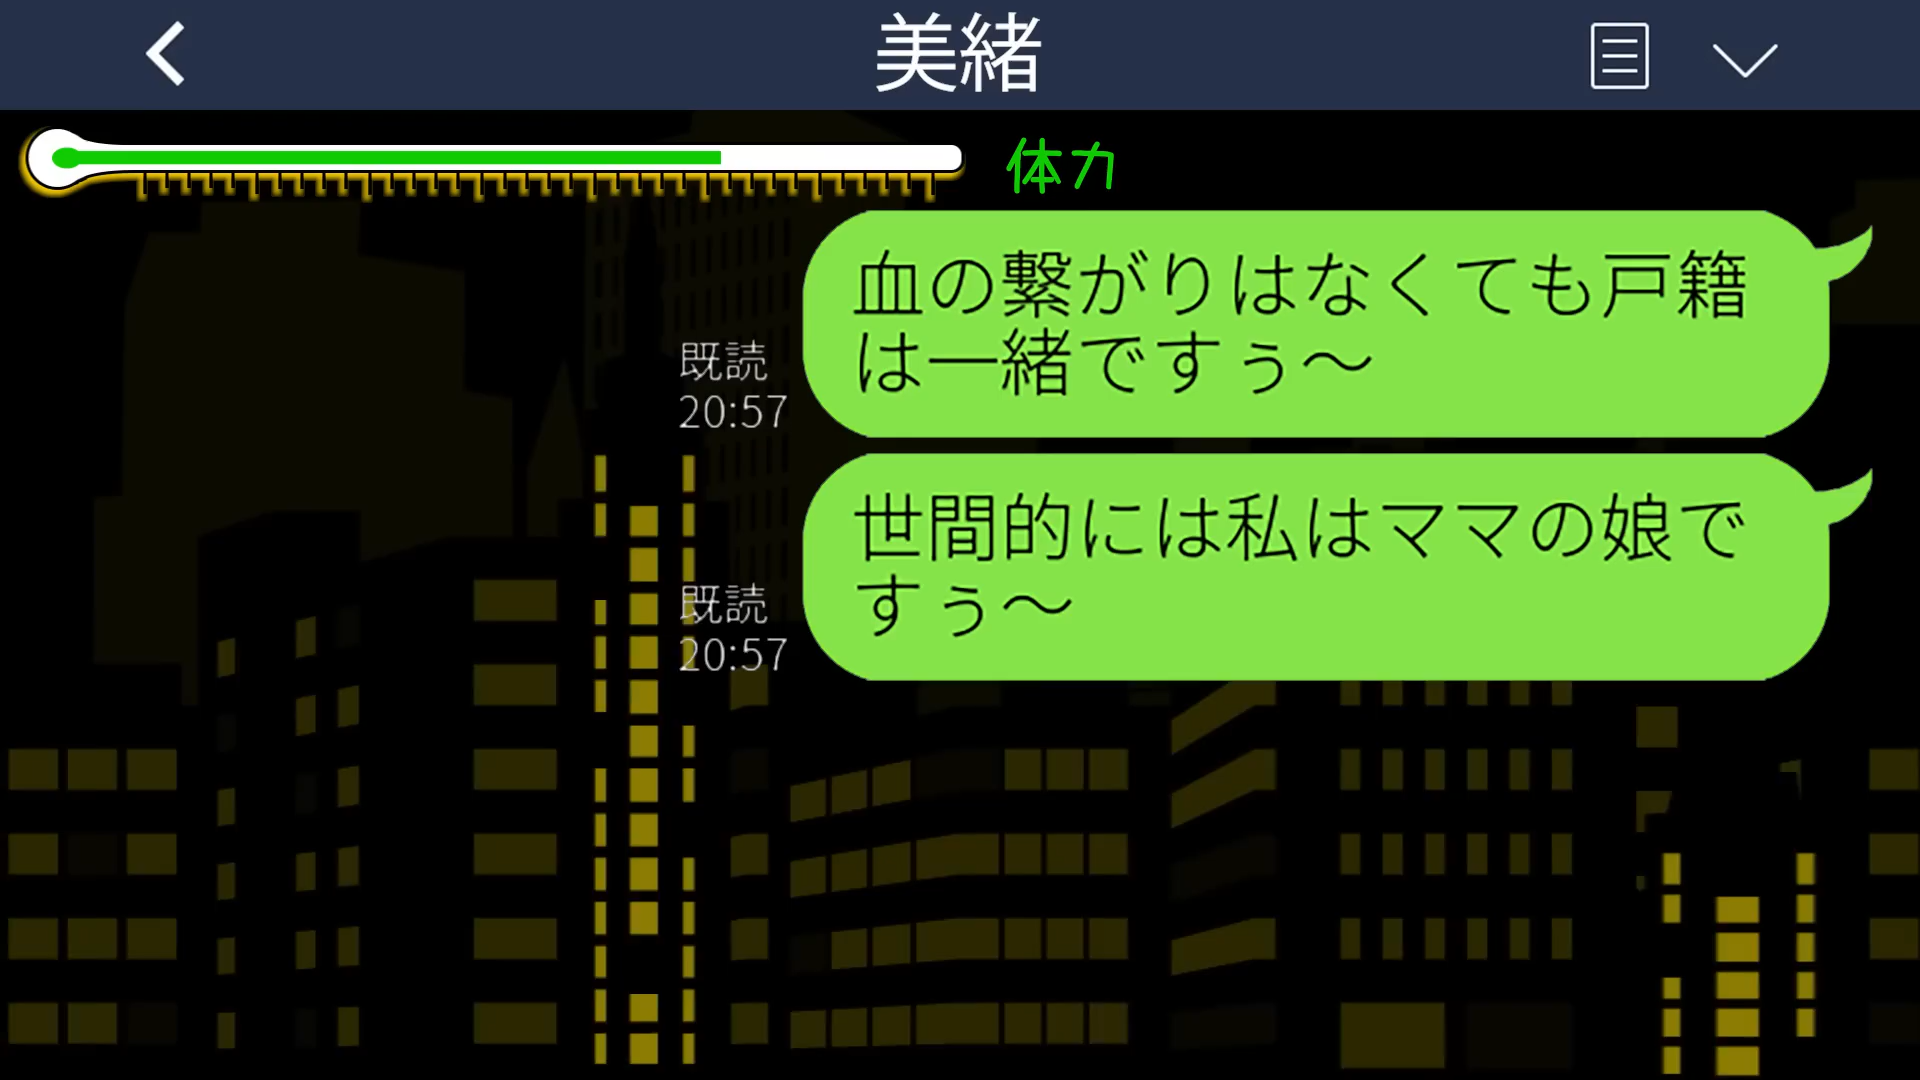 美緒
体力
血の繋がりはなくても戸籍
は一緒ですぅ〜
既読
20:57
世間的には私はママの娘で
すぅ〜
既読
20:57